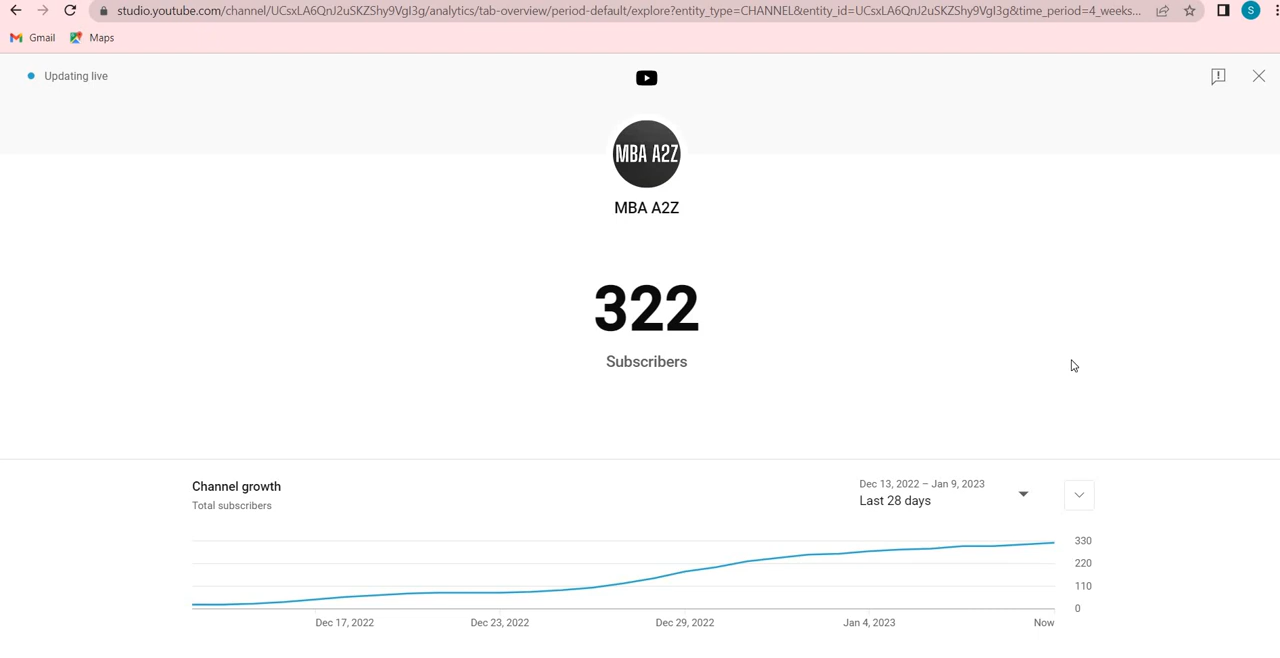 studio.youtube.com/channel/UCsxLA6QnJ2uSKZShy9VgI3g/analytics/tab-overview/period-default/explore?entity_type=CHANNEL&entity_id=UCsxLA6QnJ2uSKZShy9VgI3g&time_period=4_weeks...
S
Gmail Maps
Updating live
MBA A2Z
MBA A2Z
322
Subscribers
Channel growth
Total subscribers
Dec 13, 2022 – Jan 9, 2023
Last 28 days
330
220
110
0
Dec 17, 2022 Dec 23, 2022 Dec 29, 2022 Jan 4, 2023 Now